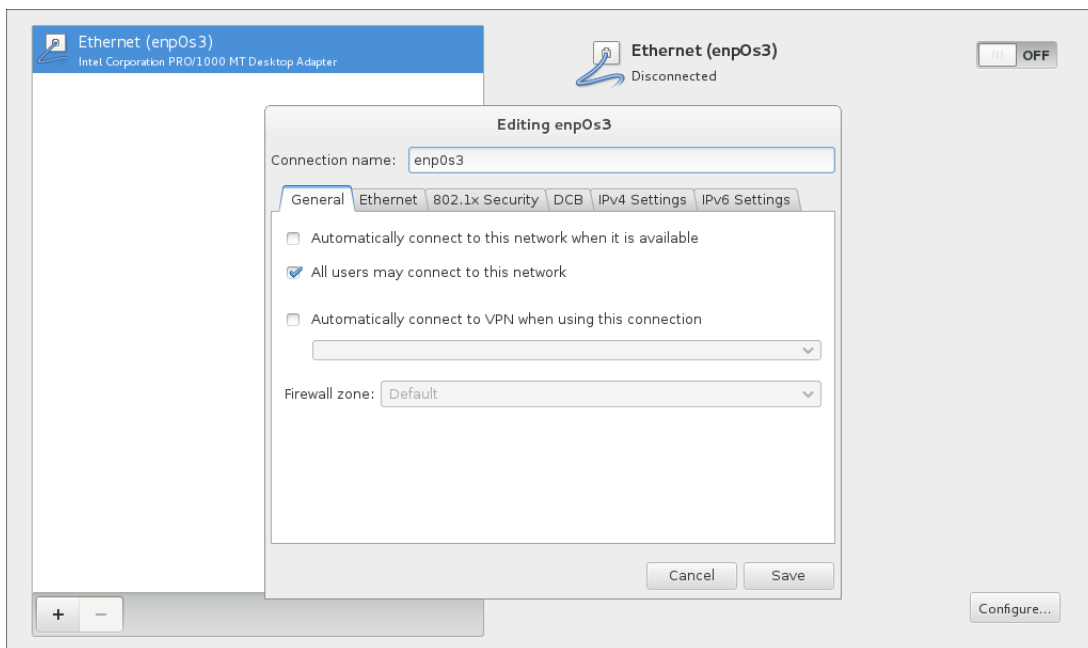 Ethernet (enp0s3)
Intel Corporation PRO/1000 MT Desktop Adapter
Ethernet (enp0s3)
Disconnected
OFF
Editing enp0s3
Connection name: enp0s3
General Ethernet 802.1x Security DCB IPv4 Settings IPv6 Settings
Automatically connect to this network when it is available
All users may connect to this network
Automatically connect to VPN when using this connection
Firewall zone: Default
Cancel Save
+ −
Configure...